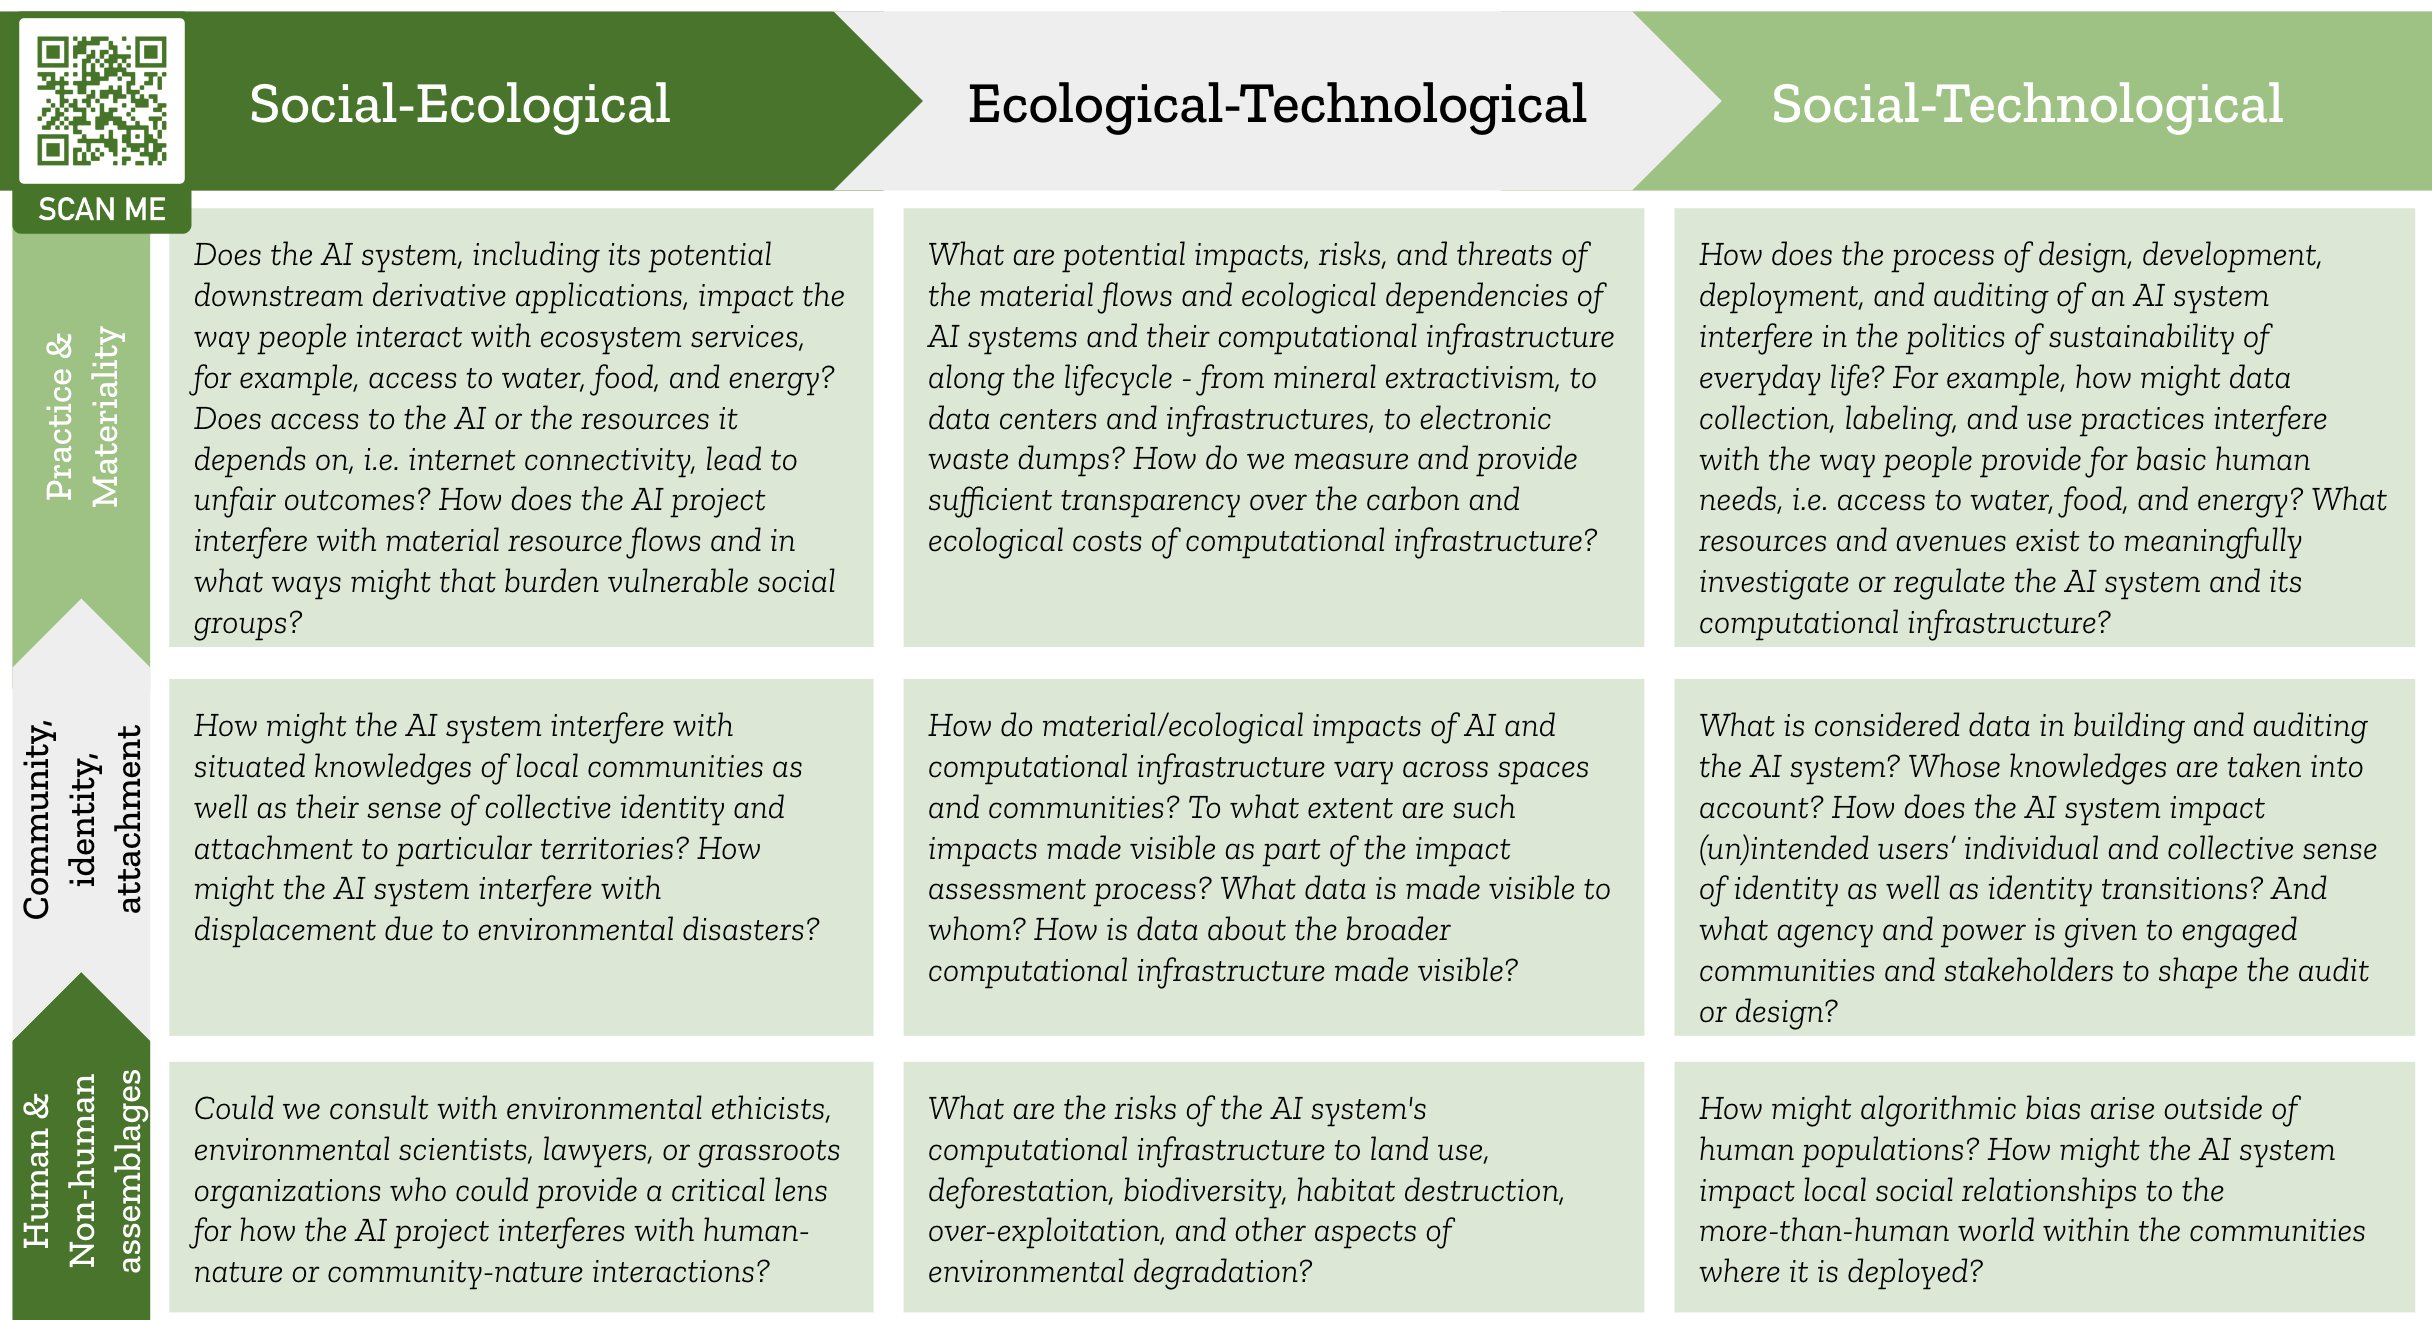 Social-Ecological
Ecological-Technological
Social-Technological
SCAN ME
Practice &
Materiality
Does the AI system, including its potential
downstream derivative applications, impact the
way people interact with ecosystem services,
for example, access to water, food, and energy?
Does access to the AI or the resources it
depends on, i.e. internet connectivity, lead to
unfair outcomes? How does the AI project
interfere with material resource flows and in
what ways might that burden vulnerable social
groups?
What are potential impacts, risks, and threats of
the material flows and ecological dependencies of
AI systems and their computational infrastructure
along the lifecycle - from mineral extractivism, to
data centers and infrastructures, to electronic
waste dumps? How do we measure and provide
sufficient transparency over the carbon and
ecological costs of computational infrastructure?
How does the process of design, development,
deployment, and auditing of an AI system
interfere in the politics of sustainability of
everyday life? For example, how might data
collection, labeling, and use practices interfere
with the way people provide for basic human
needs, i.e. access to water, food, and energy? What
resources and avenues exist to meaningfully
investigate or regulate the AI system and its
computational infrastructure?
Community,
identity,
attachment
How might the AI system interfere with
situated knowledges of local communities as
well as their sense of collective identity and
attachment to particular territories? How
might the AI system interfere with
displacement due to environmental disasters?
How do material/ecological impacts of AI and
computational infrastructure vary across spaces
and communities? To what extent are such
impacts made visible as part of the impact
assessment process? What data is made visible to
whom? How is data about the broader
computational infrastructure made visible?
What is considered data in building and auditing
the AI system? Whose knowledges are taken into
account? How does the AI system impact
(un)intended users’ individual and collective sense
of identity as well as identity transitions? And
what agency and power is given to engaged
communities and stakeholders to shape the audit
or design?
Human &
Non-human
assemblages
Could we consult with environmental ethicists,
environmental scientists, lawyers, or grassroots
organizations who could provide a critical lens
for how the AI project interferes with human-
nature or community-nature interactions?
What are the risks of the AI system's
computational infrastructure to land use,
deforestation, biodiversity, habitat destruction,
over-exploitation, and other aspects of
environmental degradation?
How might algorithmic bias arise outside of
human populations? How might the AI system
impact local social relationships to the
more-than-human world within the communities
where it is deployed?